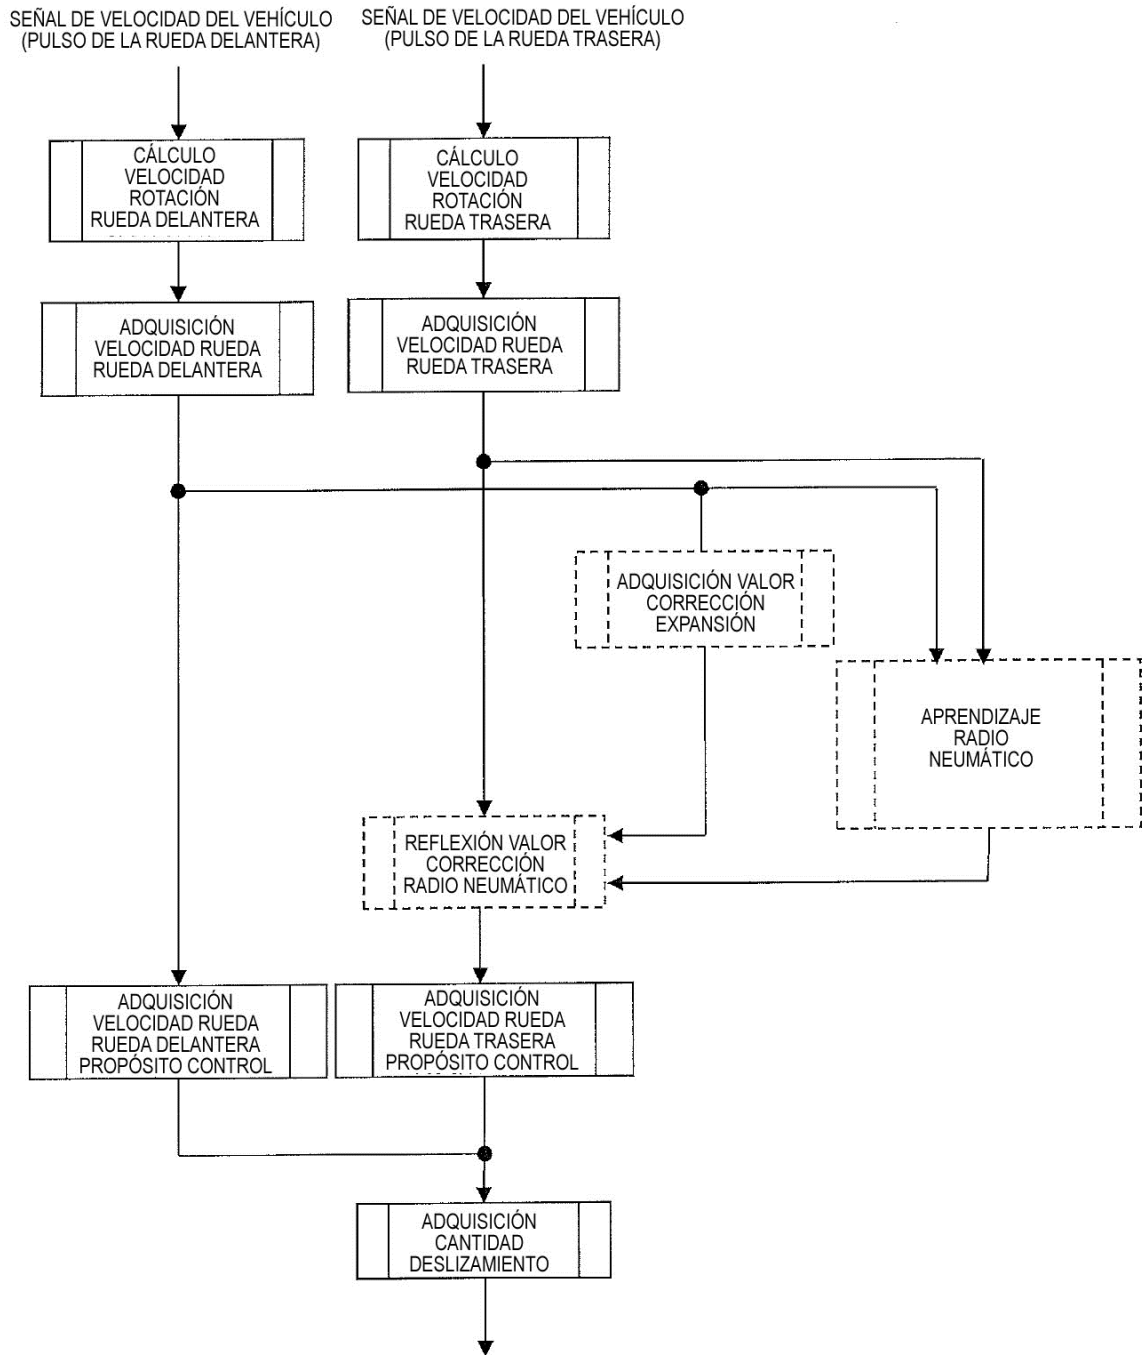 SEÑAL DE VELOCIDAD DEL VEHÍCULO
(PULSO DE LA RUEDA DELANTERA)
SEÑAL DE VELOCIDAD DEL VEHÍCULO
(PULSO DE LA RUEDA TRASERA)
CÁLCULO
VELOCIDAD
ROTACIÓN
RUEDA DELANTERA
CÁLCULO
VELOCIDAD
ROTACIÓN
RUEDA TRASERA
ADQUISICIÓN
VELOCIDAD RUEDA
RUEDA DELANTERA
ADQUISICIÓN
VELOCIDAD RUEDA
RUEDA TRASERA
ADQUISICIÓN VALOR
CORRECCIÓN
EXPANSIÓN
APRENDIZAJE
RADIO
NEUMÁTICO
REFLEXIÓN VALOR
CORRECCIÓN
RADIO NEUMÁTICO
ADQUISICIÓN
VELOCIDAD RUEDA
RUEDA DELANTERA
PROPÓSITO CONTROL
ADQUISICIÓN
VELOCIDAD RUEDA
RUEDA TRASERA
PROPÓSITO CONTROL
ADQUISICIÓN
CANTIDAD
DESLIZAMIENTO